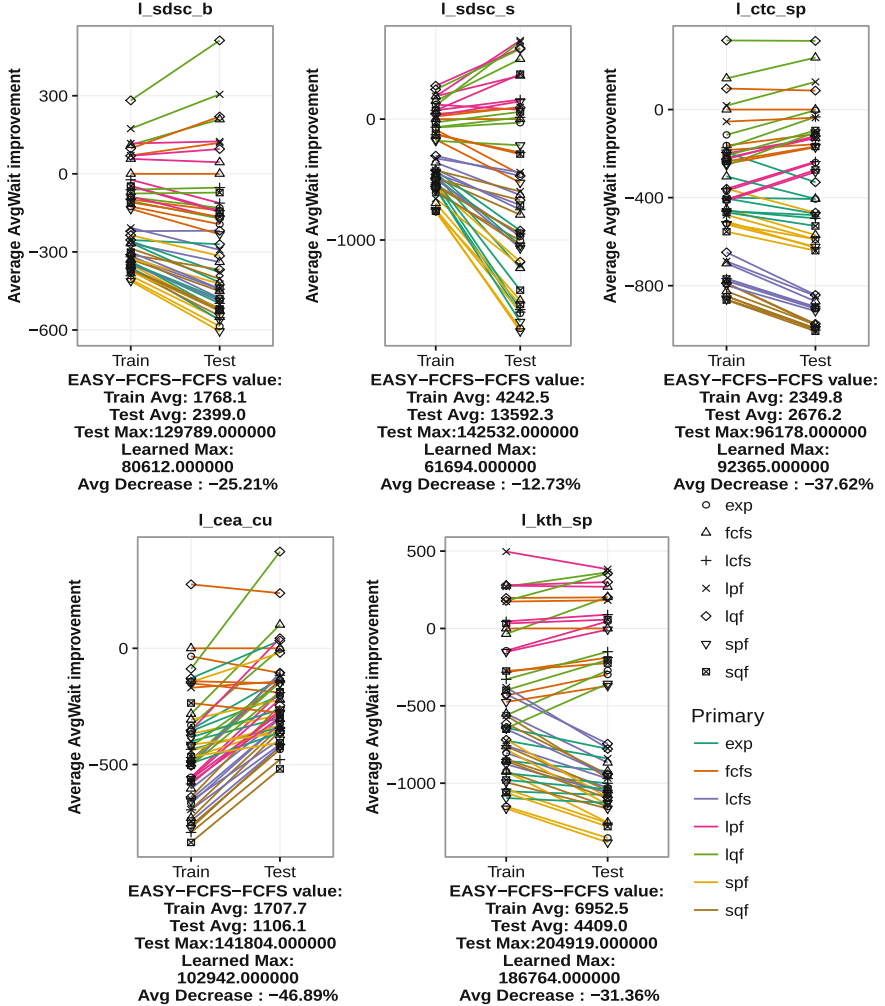 l_sdsc_b
Average AvgWait improvement
300
0
−300
−600
Train Test
EASY−FCFS−FCFS value:
Train Avg: 1768.1
Test Avg: 2399.0
Test Max:129789.000000
Learned Max:
80612.000000
Avg Decrease : −25.21%
l_sdsc_s
Average AvgWait improvement
0
−1000
Train Test
EASY−FCFS−FCFS value:
Train Avg: 4242.5
Test Avg: 13592.3
Test Max:142532.000000
Learned Max:
61694.000000
Avg Decrease : −12.73%
l_ctc_sp
Average AvgWait improvement
0
−400
−800
Train Test
EASY−FCFS−FCFS value:
Train Avg: 2349.8
Test Avg: 2676.2
Test Max:96178.000000
Learned Max:
92365.000000
Avg Decrease : −37.62%
l_cea_cu
Average AvgWait improvement
0
−500
Train Test
EASY−FCFS−FCFS value:
Train Avg: 1707.7
Test Avg: 1106.1
Test Max:141804.000000
Learned Max:
102942.000000
Avg Decrease : −46.89%
l_kth_sp
Average AvgWait improvement
500
0
−500
−1000
Train Test
EASY−FCFS−FCFS value:
Train Avg: 6952.5
Test Avg: 4409.0
Test Max:204919.000000
Learned Max:
186764.000000
Avg Decrease : −31.36%
exp
fcfs
lcfs
lpf
lqf
spf
sqf
Primary
exp
fcfs
lcfs
lpf
lqf
spf
sqf